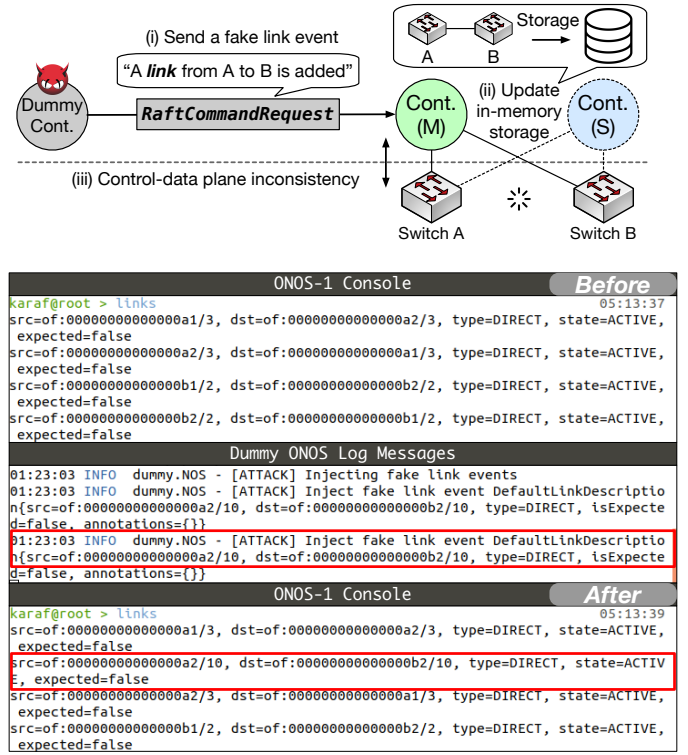 (i) Send a fake link event
“A link from A to B is added”
Dummy
Cont.
RaftCommandRequest
A
B
Storage
(ii) Update
in-memory
storage
Cont.
(M)
Cont.
(S)
(iii) Control-data plane inconsistency
Switch A
Switch B
ONOS-1 Console
Before
karaf@root > links
05:13:37
src=of:00000000000000a1/3, dst=of:00000000000000a2/3, type=DIRECT, state=ACTIVE,
expected=false
src=of:00000000000000a2/3, dst=of:00000000000000a1/3, type=DIRECT, state=ACTIVE,
expected=false
src=of:00000000000000b1/2, dst=of:00000000000000b2/2, type=DIRECT, state=ACTIVE,
expected=false
src=of:00000000000000b2/2, dst=of:00000000000000b1/2, type=DIRECT, state=ACTIVE,
expected=false
Dummy ONOS Log Messages
01:23:03 INFO dummy.NOS - [ATTACK] Injecting fake link events
01:23:03 INFO dummy.NOS - [ATTACK] Inject fake link event DefaultLinkDescriptio
n{src=of:00000000000000a2/10, dst=of:00000000000000b2/10, type=DIRECT, isExpecte
d=false, annotations={}}
01:23:03 INFO dummy.NOS - [ATTACK] Inject fake link event DefaultLinkDescriptio
n{src=of:00000000000000a2/10, dst=of:00000000000000b2/10, type=DIRECT, isExpecte
d=false, annotations={}}
ONOS-1 Console
After
karaf@root > links
05:13:39
src=of:00000000000000a1/3, dst=of:00000000000000a2/3, type=DIRECT, state=ACTIVE,
expected=false
src=of:00000000000000a2/10, dst=of:00000000000000b2/10, type=DIRECT, state=ACTIV
E, expected=false
src=of:00000000000000a2/3, dst=of:00000000000000a1/3, type=DIRECT, state=ACTIVE,
expected=false
src=of:00000000000000b1/2, dst=of:00000000000000b2/2, type=DIRECT, state=ACTIVE,
expected=false